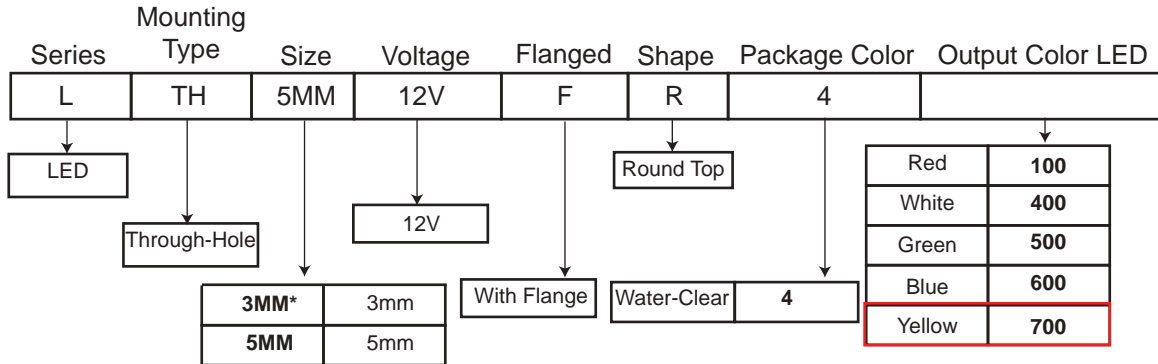 Series Mounting Type Size Voltage Flanged Shape Package Color Output Color LED
L TH 5MM 12V F R 4
LED
Through-Hole
3MM* 3mm
5MM 5mm
12V
With Flange
Round Top
Water-Clear 4
Red 100
White 400
Green 500
Blue 600
Yellow 700